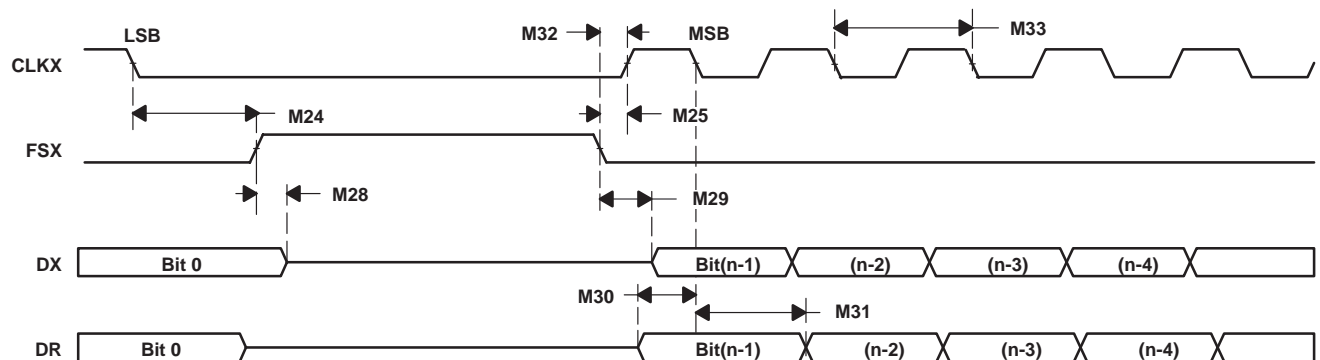 LSB
M32
MSB
M33
CLKX
M24
M25
FSX
M28
M29
DX
Bit 0
Bit(n-1)
(n-2)
(n-3)
(n-4)
M30
M31
DR
Bit 0
Bit(n-1)
(n-2)
(n-3)
(n-4)